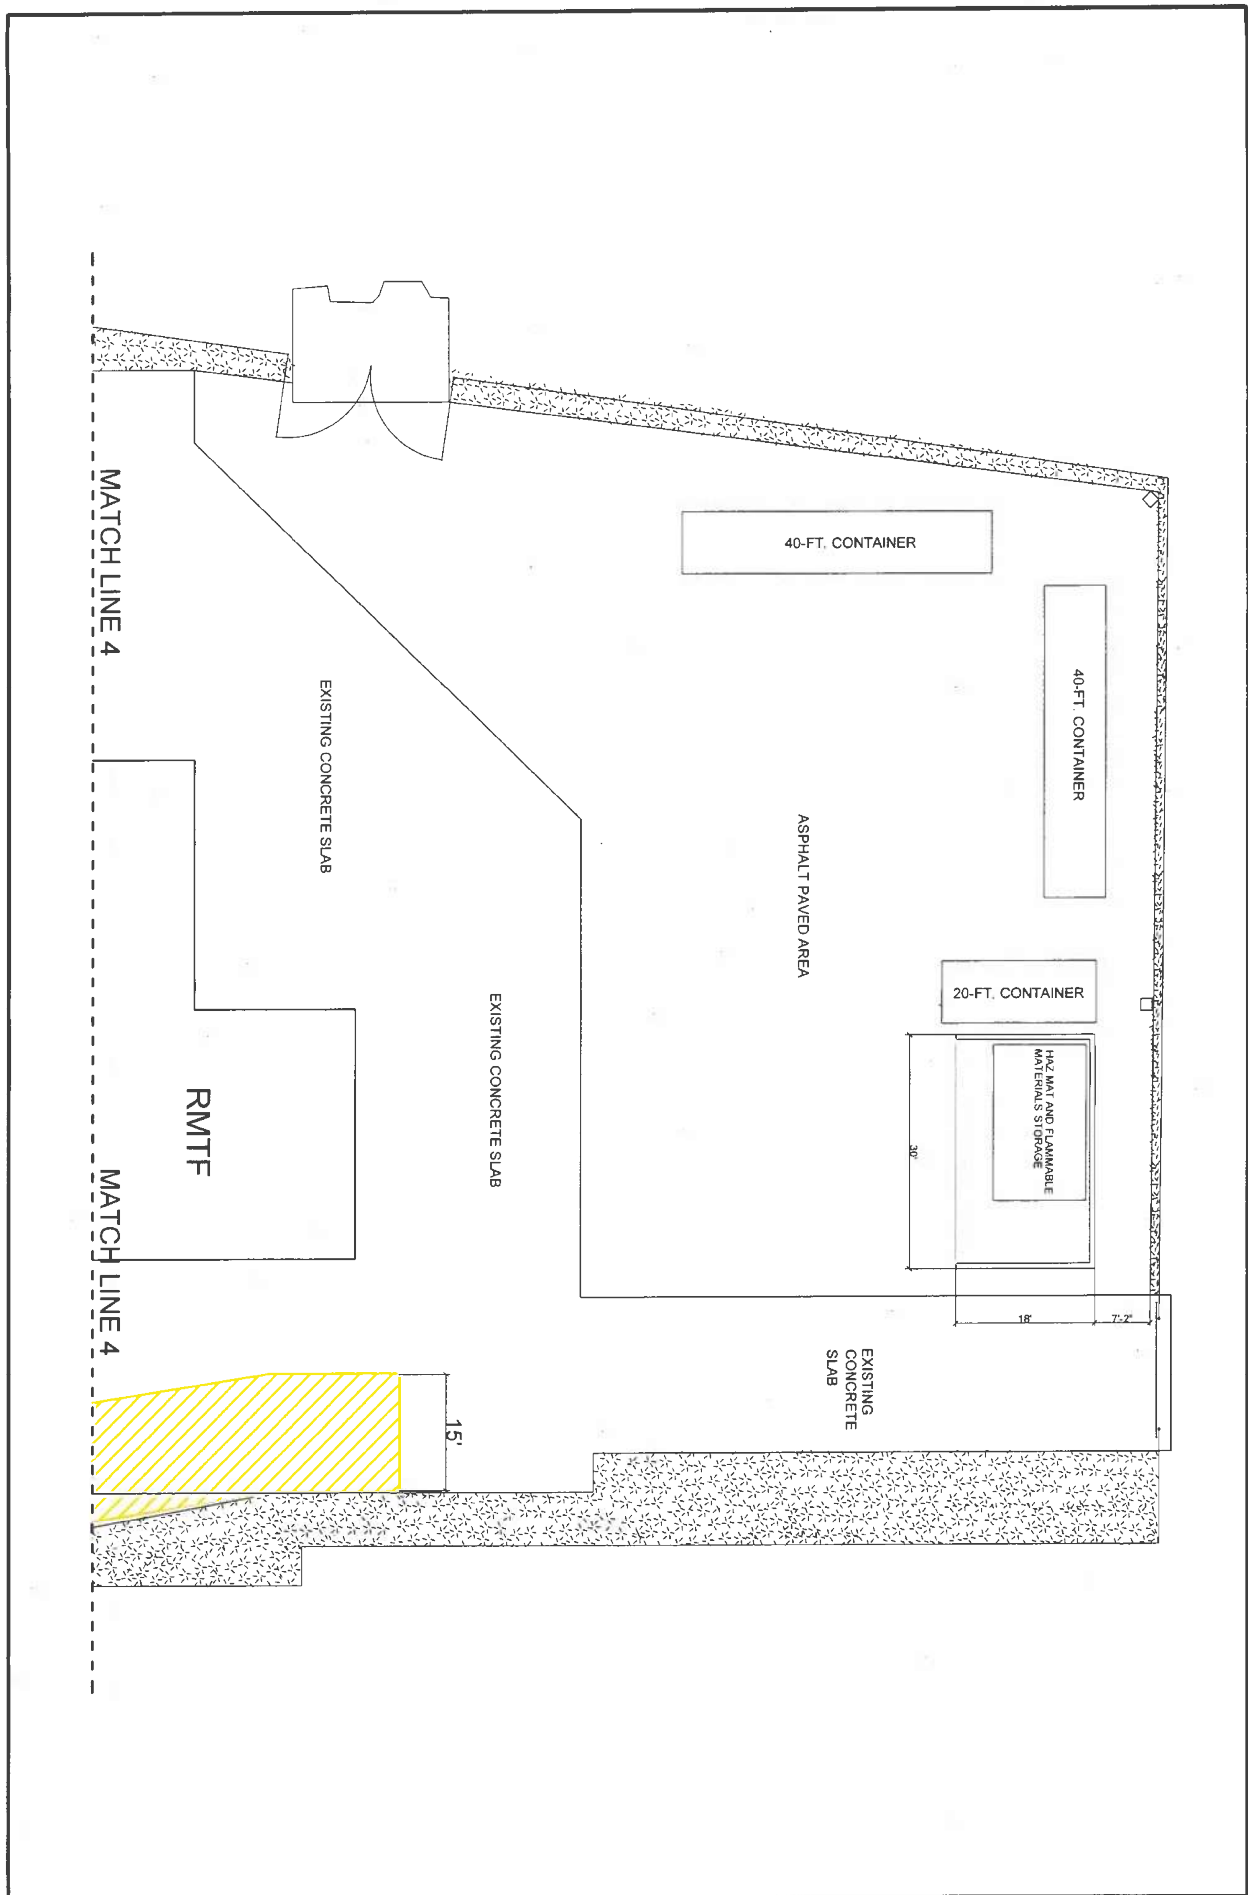 40-FT. CONTAINER
40-FT. CONTAINER
MATCH LINE 4
EXISTING CONCRETE SLAB
ASPHALT PAVED AREA
20-FT. CONTAINER
EXISTING CONCRETE SLAB
HAZ MAT AND FLAMMABLE
MATERIALS STORAGE
30'
RMTF
MATCH LINE 4
18'
7'-2"
EXISTING
CONCRETE
SLAB
15'